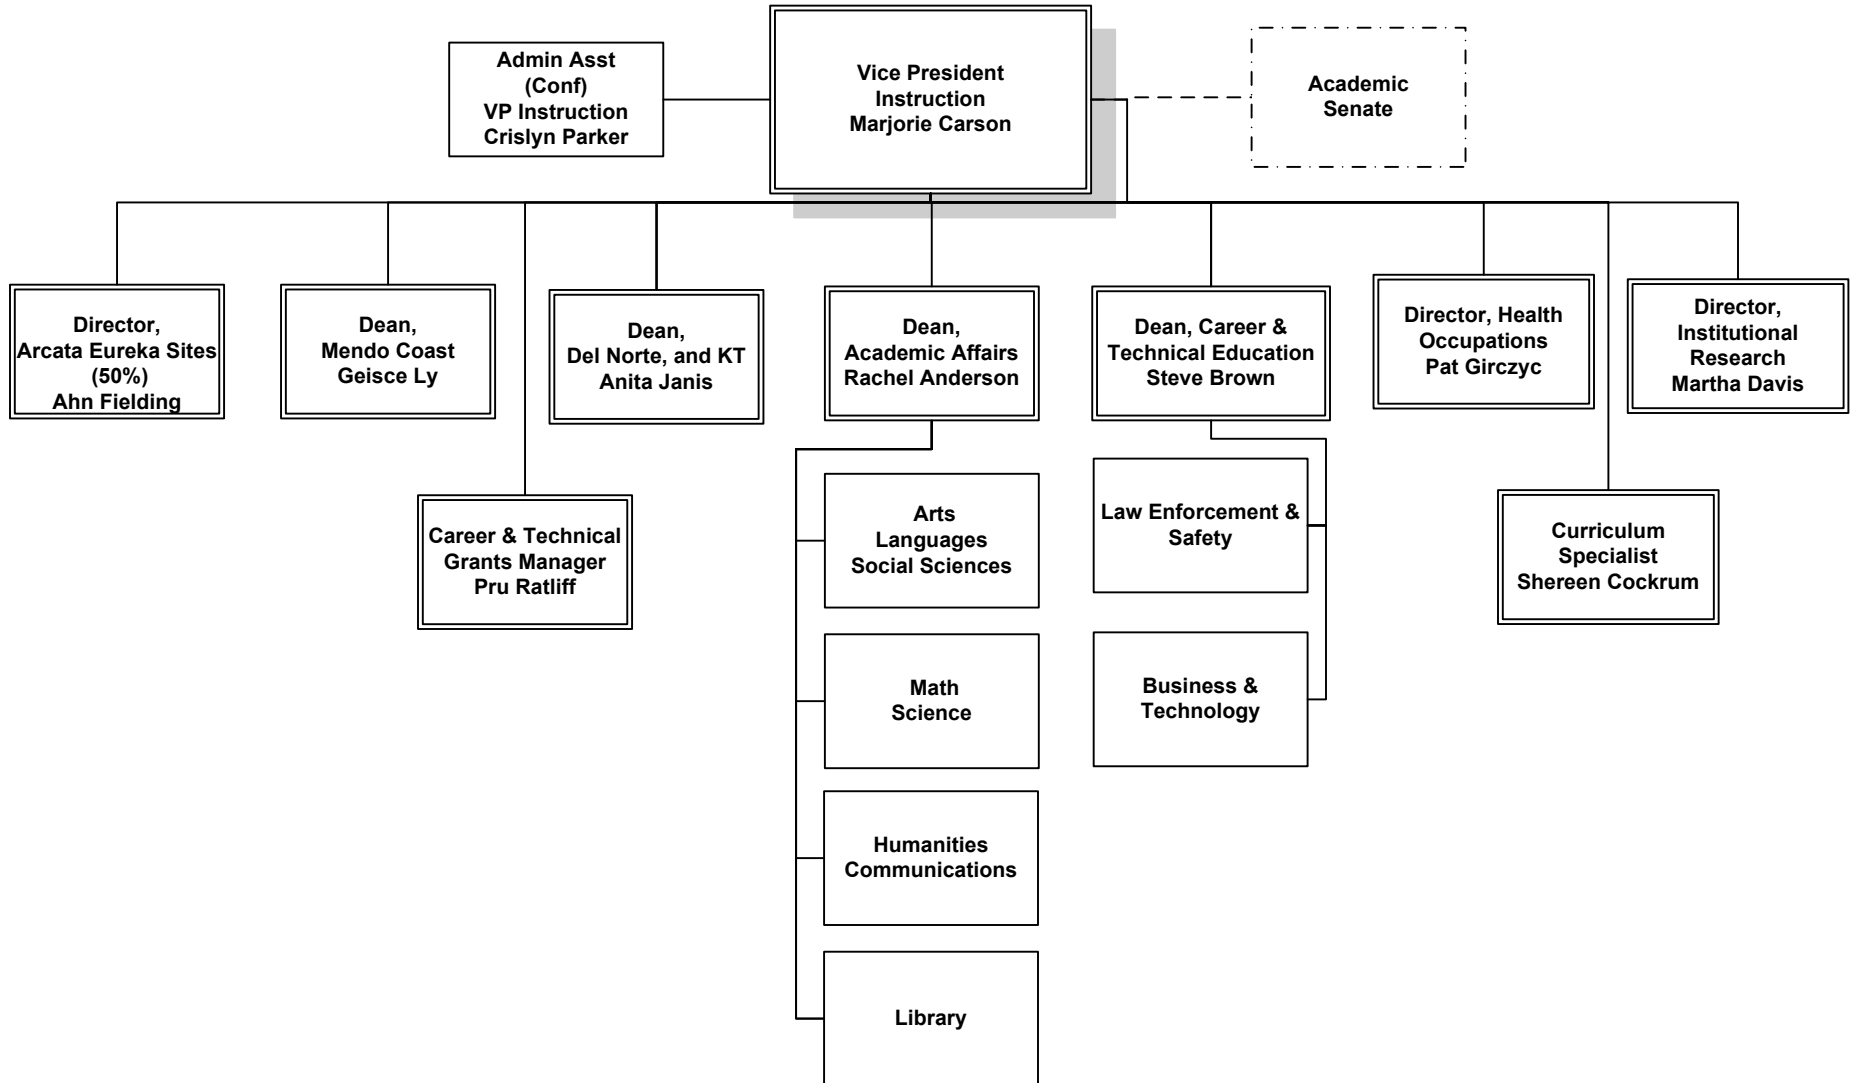 Admin Asst
(Conf)
VP Instruction
Crislyn Parker
Vice President
Instruction
Marjorie Carson
Academic
Senate
Director,
Arcata Eureka Sites
(50%)
Ahn Fielding
Dean,
Mendo Coast
Geisce Ly
Dean,
Del Norte, and KT
Anita Janis
Dean,
Academic Affairs
Rachel Anderson
Dean, Career &
Technical Education
Steve Brown
Director, Health
Occupations
Pat Girczyc
Director,
Institutional
Research
Martha Davis
Career & Technical
Grants Manager
Pru Ratliff
Arts
Languages
Social Sciences
Law Enforcement &
Safety
Curriculum
Specialist
Shereen Cockrum
Math
Science
Business &
Technology
Humanities
Communications
Library